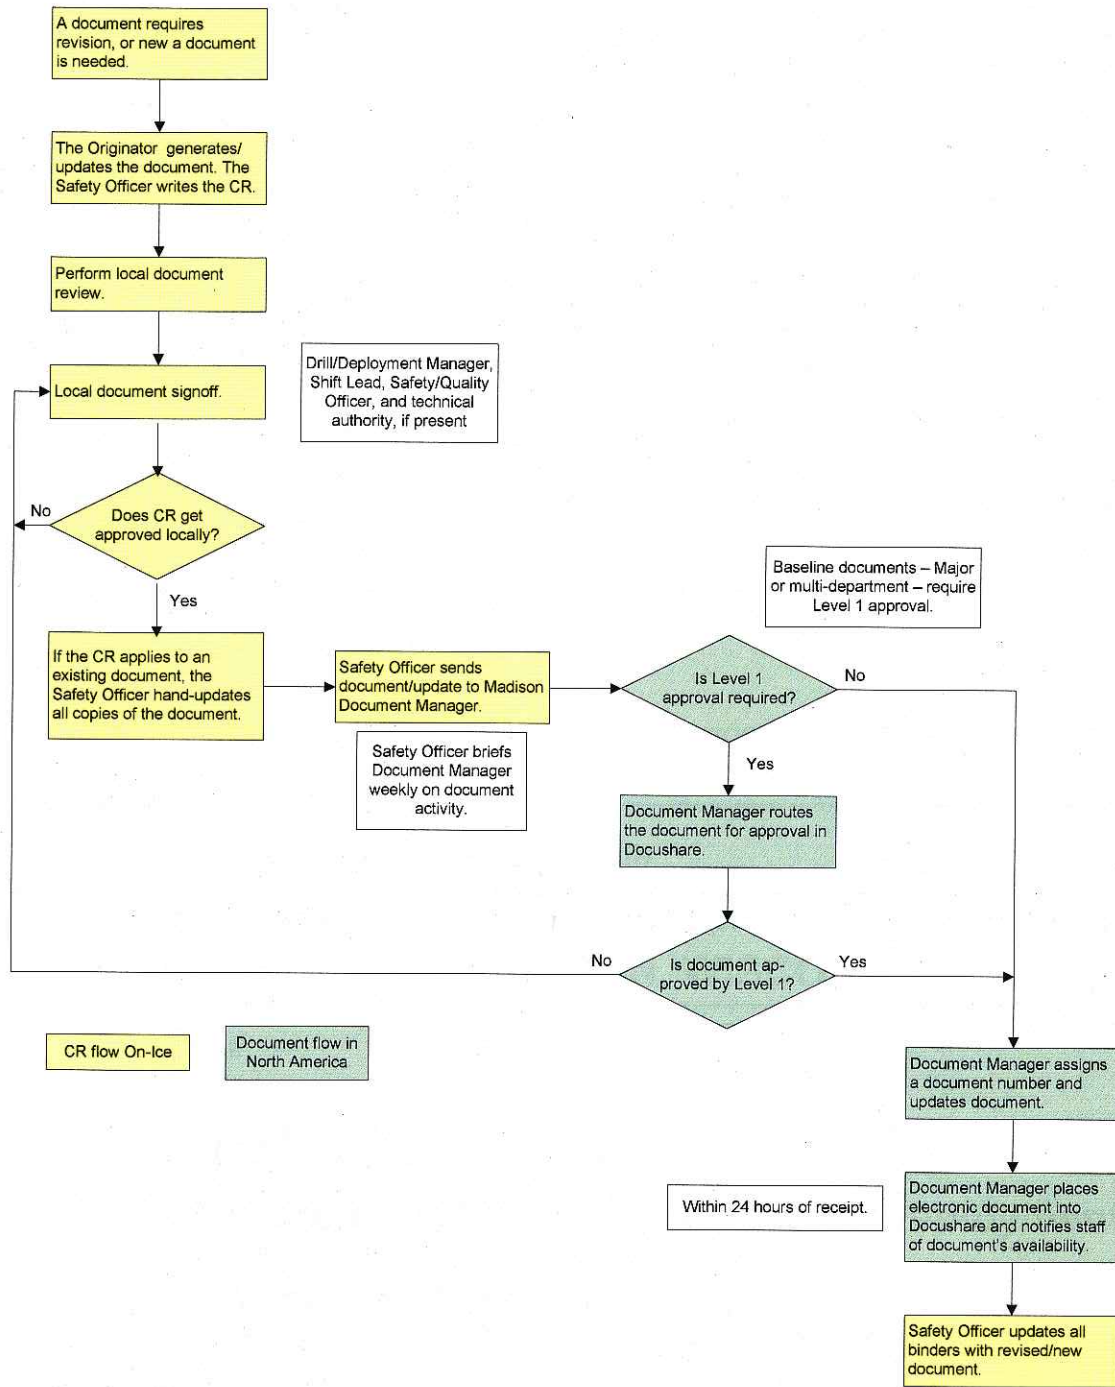 A document requires
revision, or new a document
is needed.
The Originator generates/
updates the document. The
Safety Officer writes the CR.
Perform local document
review.
Local document signoff.
Drill/Deployment Manager,
Shift Lead, Safety/Quality
Officer, and technical
authority, if present
No
Does CR get
approved locally?
Yes
Baseline documents – Major
or multi-department – require
Level 1 approval.
If the CR applies to an
existing document, the
Safety Officer hand-updates
all copies of the document.
Safety Officer sends
document/update to Madison
Document Manager.
Is Level 1
approval required?
No
Safety Officer briefs
Document Manager
weekly on document
activity.
Yes
Document Manager routes
the document for approval in
Docushare.
No
Is document ap-
proved by Level 1?
Yes
CR flow On-Ice
Document flow in
North America
Document Manager assigns
a document number and
updates document.
Within 24 hours of receipt.
Document Manager places
electronic document into
Docushare and notifies staff
of document's availability.
Safety Officer updates all
binders with revised/new
document.